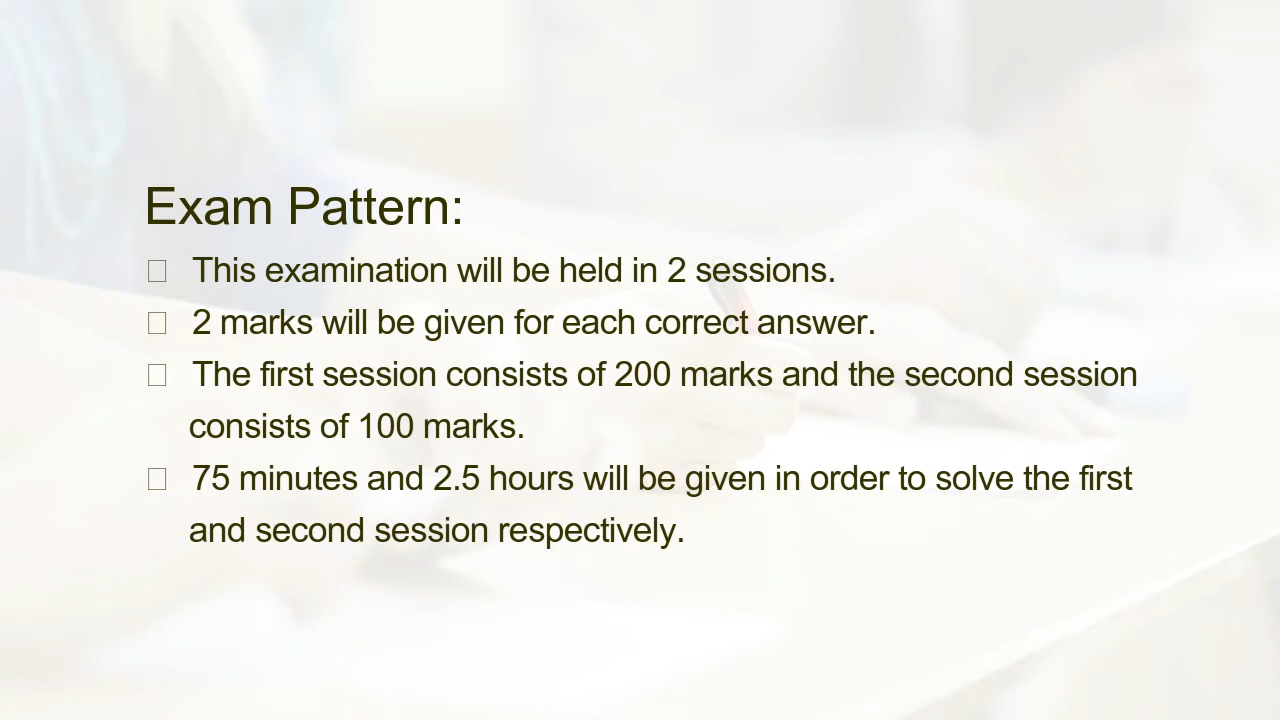 Exam Pattern:
□ This examination will be held in 2 sessions.
□ 2 marks will be given for each correct answer.
□ The first session consists of 200 marks and the second session
consists of 100 marks.
□ 75 minutes and 2.5 hours will be given in order to solve the first
and second session respectively.